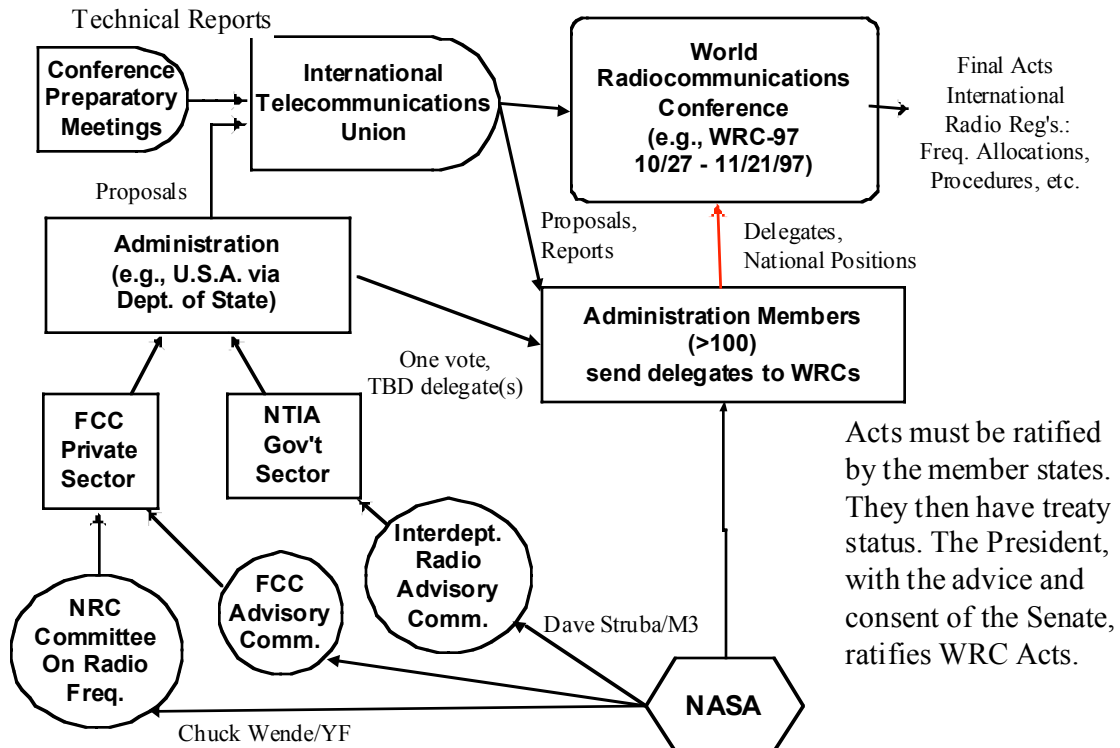 Technical Reports
Conference
Preparatory
Meetings
International
Telecommunications
Union
World
Radiocommunications
Conference
(e.g., WRC-97
10/27 - 11/21/97)
Final Acts
International
Radio Reg's.:
Freq. Allocations,
Procedures, etc.
Proposals
Proposals,
Reports
Delegates,
National Positions
Administration
(e.g., U.S.A. via
Dept. of State)
Administration Members
(>100)
send delegates to WRCs
One vote,
TBD delegate(s)
FCC
Private
Sector
NTIA
Gov't
Sector
Acts must be ratified
by the member states.
They then have treaty
status. The President,
with the advice and
consent of the Senate,
ratifies WRC Acts.
NRC
Committee
On Radio
Freq.
FCC
Advisory
Comm.
Interdept.
Radio
Advisory
Comm.
Dave Struba/M3
NASA
Chuck Wende/YF